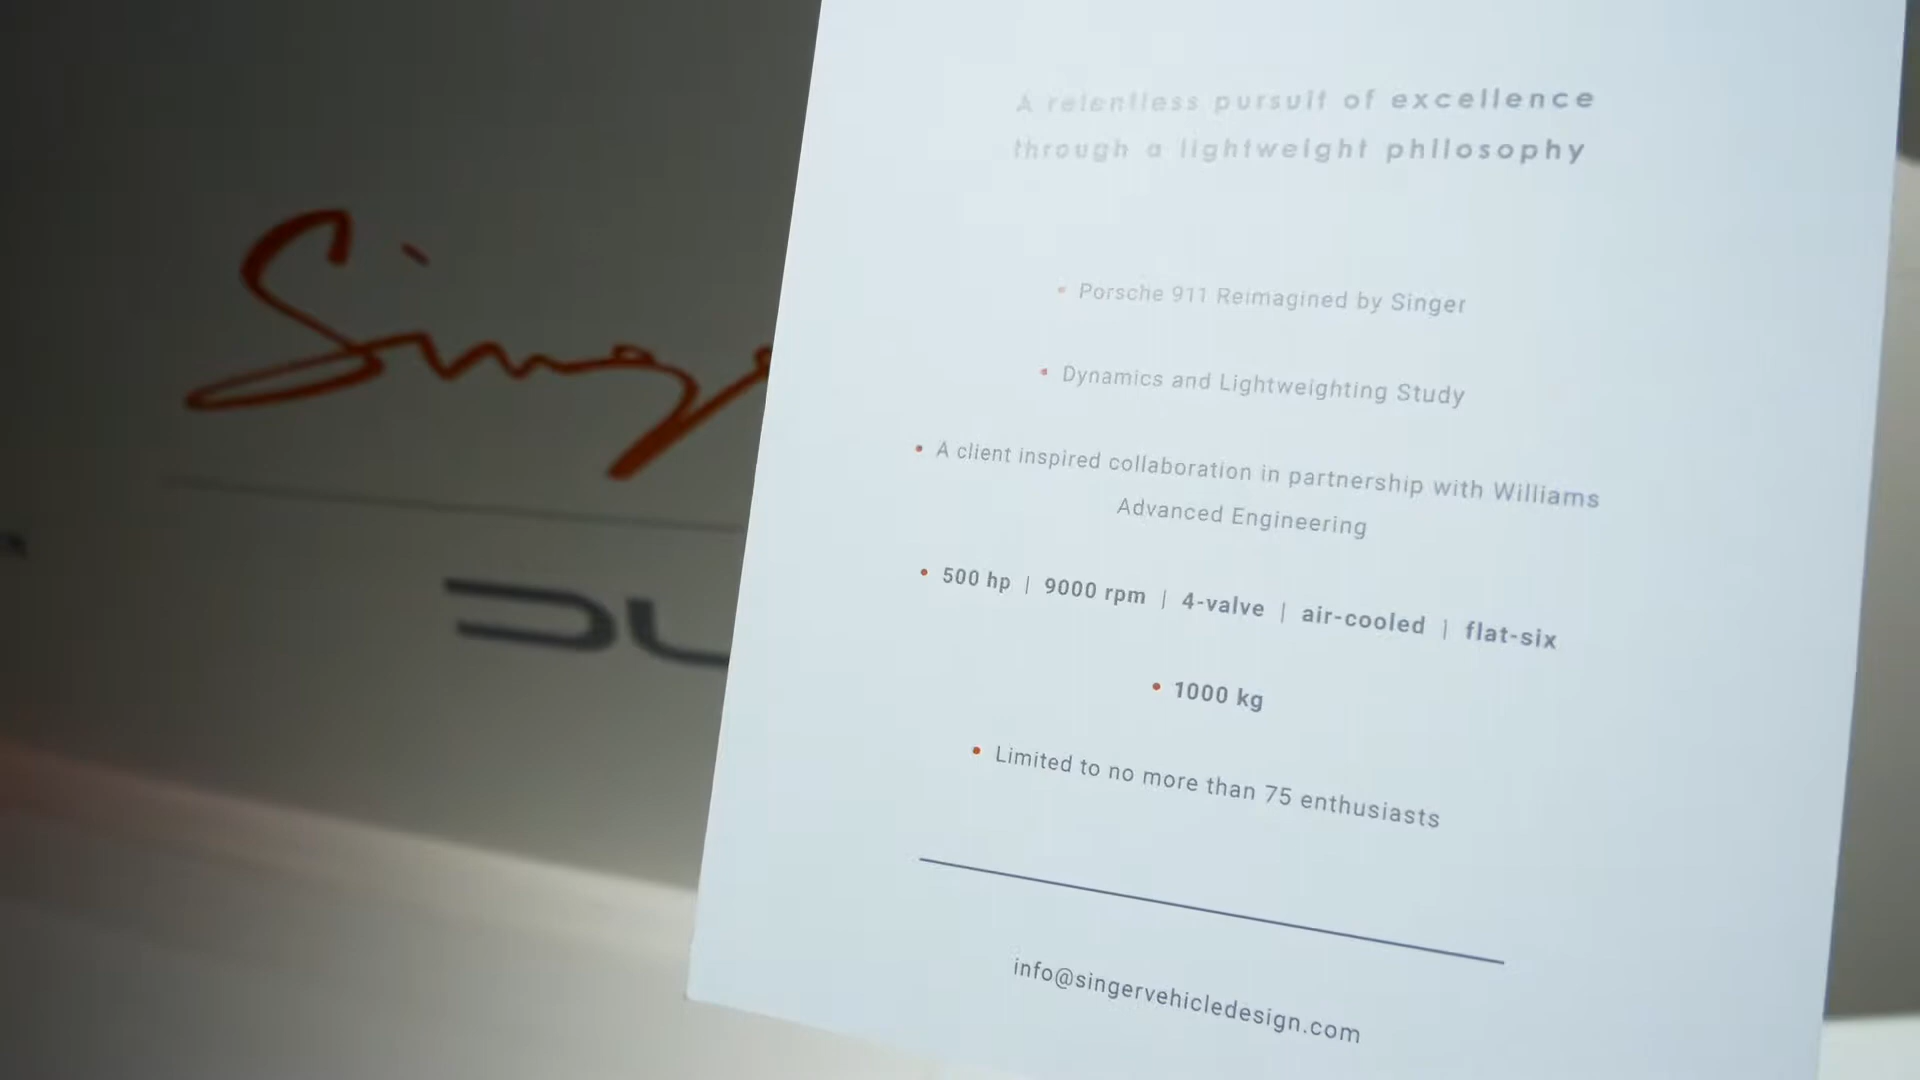 A relentless pursuit of excellence
through a lightweight philosophy
• Porsche 911 Reimagined by Singer
• Dynamics and Lightweighting Study
• A client inspired collaboration in partnership with Williams
Advanced Engineering
• 500 hp | 9000 rpm | 4-valve | air-cooled | flat-six
• 1000 kg
• Limited to no more than 75 enthusiasts
info@singervehicledesign.com
Singe
DL